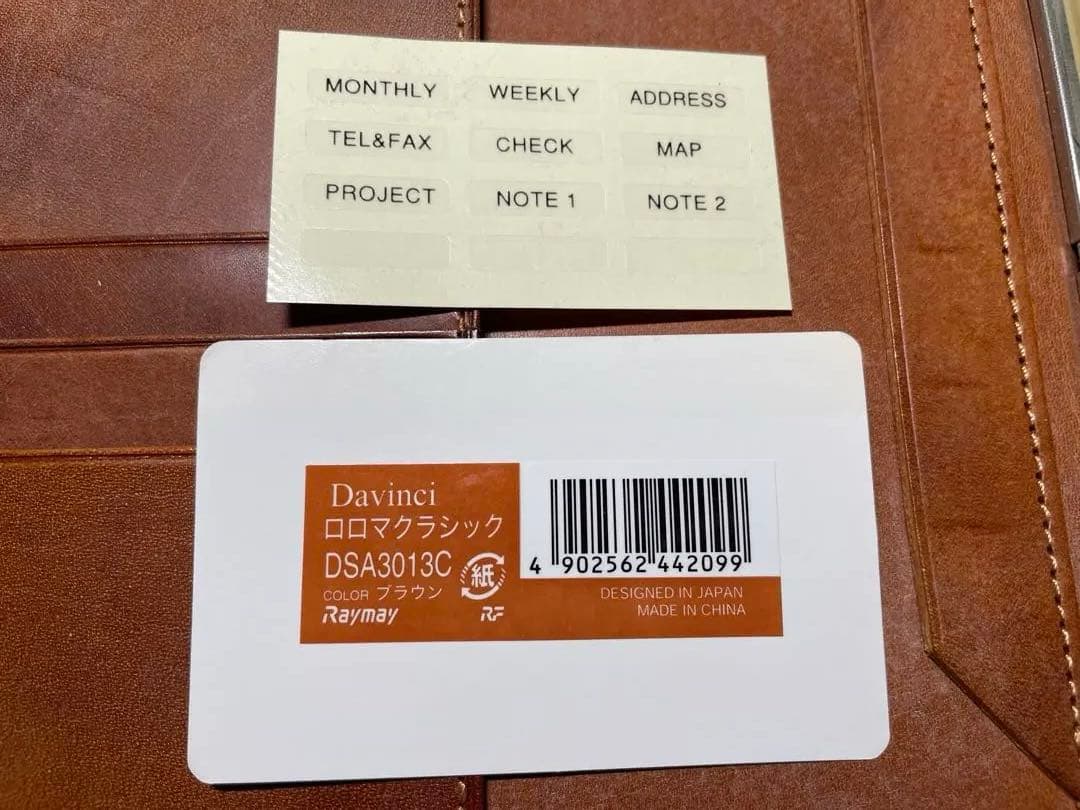 MONTHLY WEEKLY ADDRESS
TEL&FAX CHECK MAP
PROJECT NOTE 1 NOTE 2
Davinci
ロロマクラシック
DSA3013C 紙
COLOR ブラウン
Raymay RF
4 902562 442099
DESIGNED IN JAPAN
MADE IN CHINA